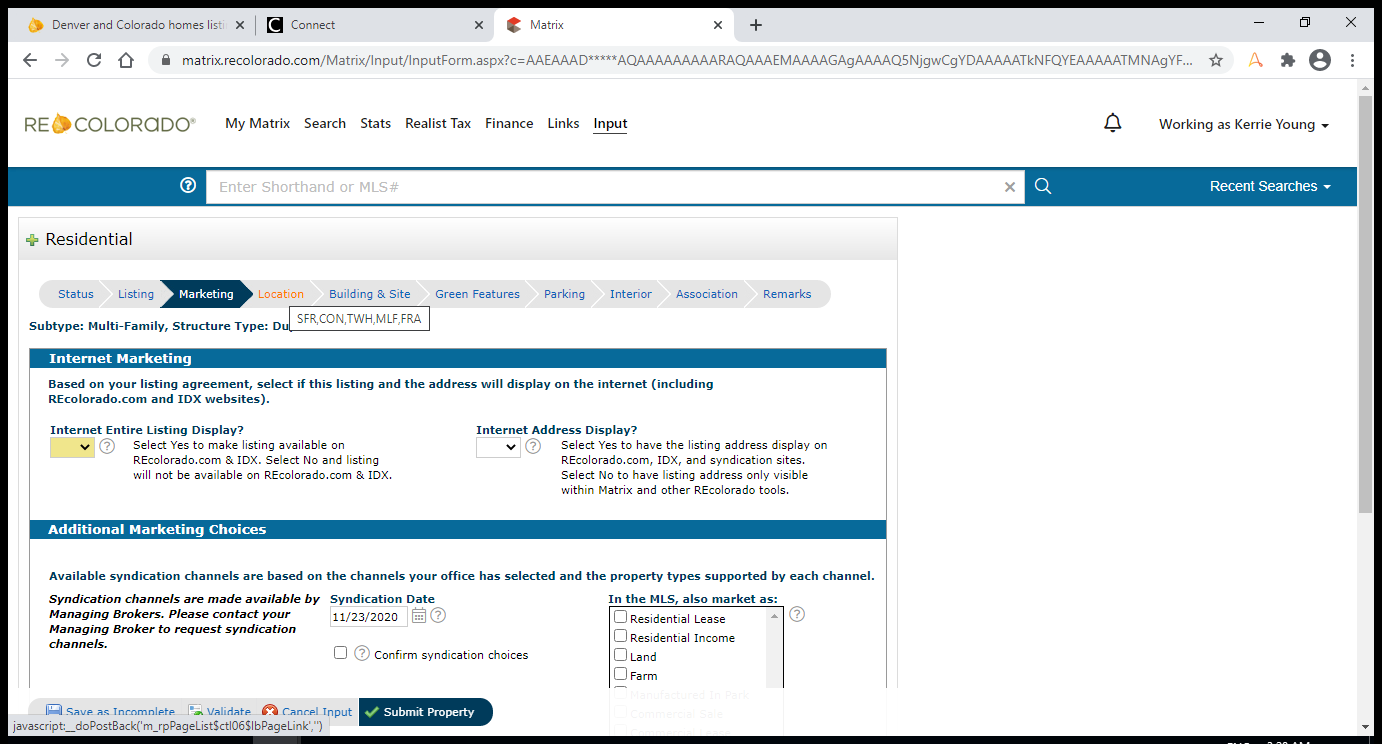 Denver and Colorado homes listi
Connect
Matrix
matrix.recolorado.com/Matrix/Input/InputForm.aspx?c=AAEAAAD*****AQAAAAAAAAARAQAAAEMAAAAGAgAAAAQ5NjgwCgYDAAAAATkNFQYEAAAAATMNAgYF...
RECOLORADO®
My Matrix Search Stats Realist Tax Finance Links Input
Working as Kerrie Young
Enter Shorthand or MLS#
Recent Searches
Residential
Status Listing Marketing Location Building & Site Green Features Parking Interior Association Remarks
SFR,CON,TWH,MLF,FRA
Subtype: Multi-Family, Structure Type:
Internet Marketing
Based on your listing agreement, select if this listing and the address will display on the internet (including
REcolorado.com and IDX websites).
Internet Entire Listing Display?
Select Yes to make listing available on
REcolorado.com & IDX. Select No and listing
will not be available on REcolorado.com & IDX.
Internet Address Display?
Select Yes to have the listing address display on
REcolorado.com, IDX, and syndication sites.
Select No to have listing address only visible
within Matrix and other REcolorado tools.
Additional Marketing Choices
Available syndication channels are based on the channels your office has selected and the property types supported by each channel.
Syndication channels are made available by
Managing Brokers. Please contact your
Managing Broker to request syndication
channels.
Syndication Date
11/23/2020
Confirm syndication choices
In the MLS, also market as:
Residential Lease
Residential Income
Land
Farm
Manufactured In Park
Commercial Sale
Commercial Lease
Save as Incomplete Validate Cancel Input Submit Property
javascript:__doPostBack('m_rpPageList$ctl06$lbPageLink','')